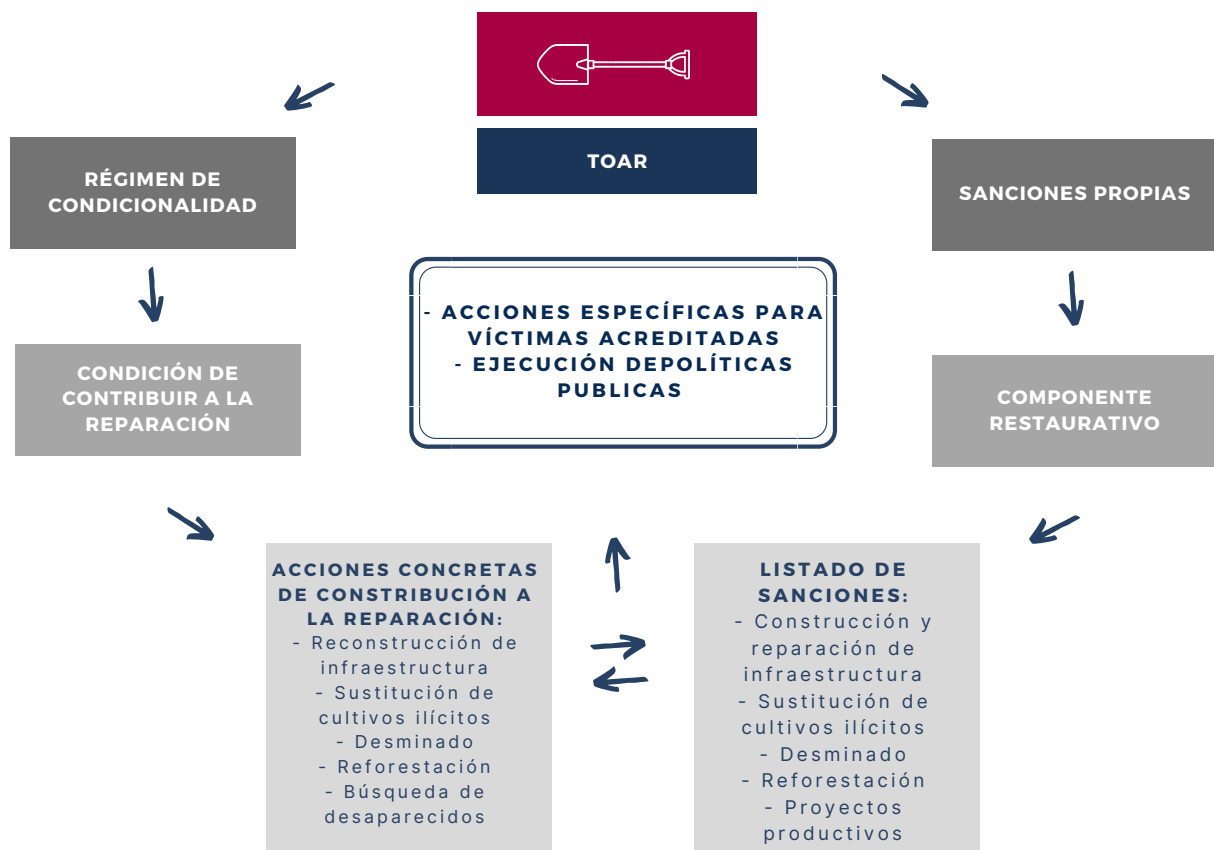 TOAR
RÉGIMEN DE
CONDICIONALIDAD
SANCIONES PROPIAS
- ACCIONES ESPECÍFICAS PARA
VÍCTIMAS ACREDITADAS
- EJECUCIÓN DEPOLÍTICAS
PUBLICAS
CONDICIÓN DE
CONTRIBUIR A LA
REPARACIÓN
COMPONENTE
RESTAURATIVO
ACCIONES CONCRETAS
DE CONSTRIBUCIÓN A
LA REPARACIÓN:
- Reconstrucción de
infraestructura
- Sustitución de
cultivos ilícitos
- Desminado
- Reforestación
- Búsqueda de
desaparecidos
LISTADO DE
SANCIONES:
- Construcción y
reparación de
infraestructura
- Sustitución de
cultivos ilícitos
- Desminado
- Reforestación
- Proyectos
productivos